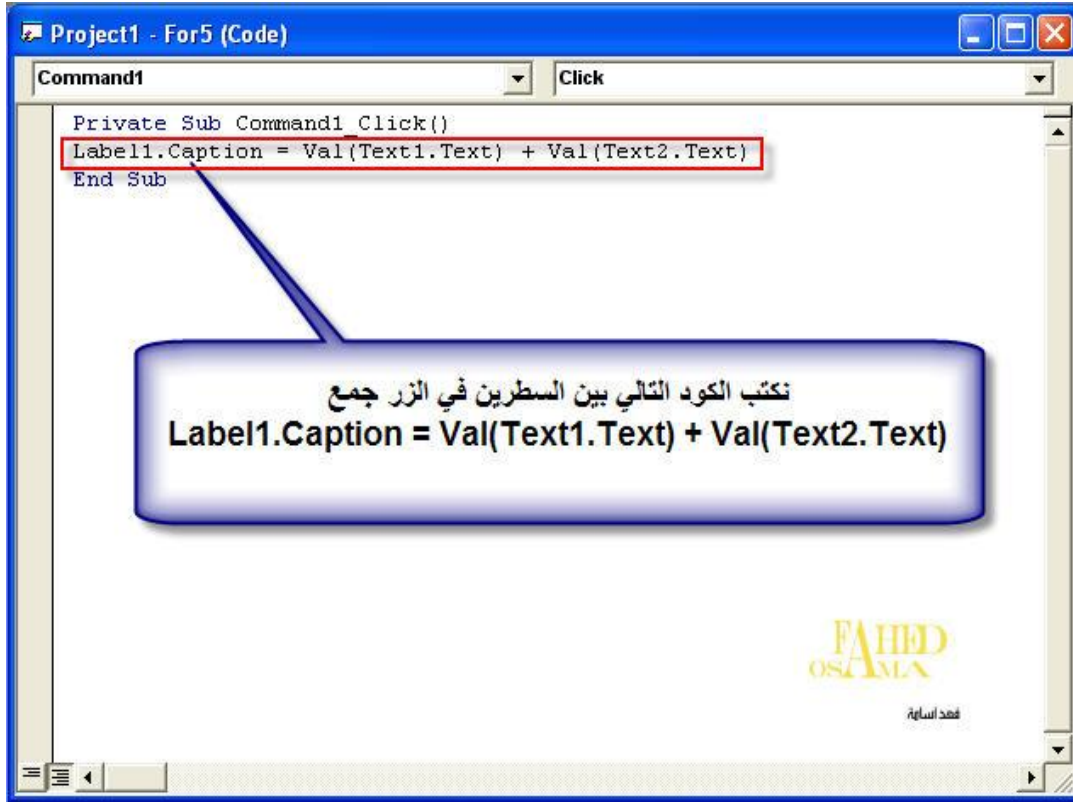 Project1 - For5 (Code)
Command1
Click
Private Sub Command1_Click()
Label1.Caption = Val(Text1.Text) + Val(Text2.Text)
End Sub
نكتب الكود التالي بين السطرين في الزر جمع
Label1.Caption = Val(Text1.Text) + Val(Text2.Text)
FAHED
OSAMA
فهد اسامة